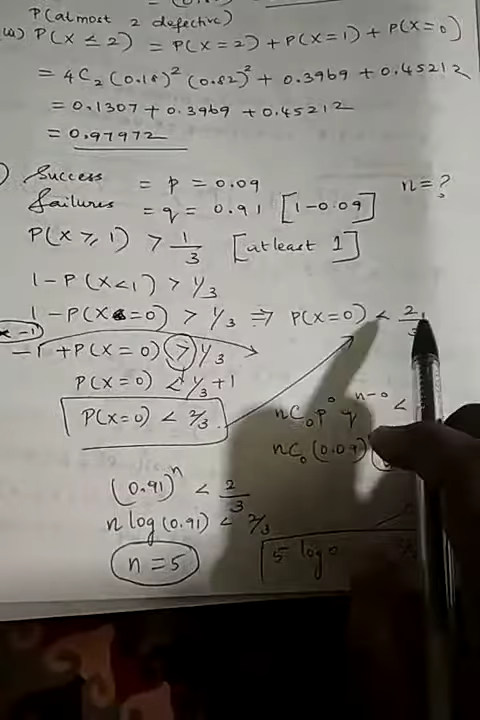 P(atmost 2 defective)
P(X ≤ 2) = P(X = 2) + P(X = 1) + P(X = 0)
= 4C₂ (0.18)² (0.82)² + 0.3969 + 0.45212
= 0.1307 + 0.3969 + 0.45212
= 0.97972
Success = p = 0.09 n = ?
failures = q = 0.91 [1-0.09]
P(X ≥ 1) > 1/3 [atleast 1]
1 - P(X < 1) > 1/3
1 - P(X = 0) > 1/3 ⇒ P(X = 0) < 2/3
x -1
-1 + P(X = 0) > 1/3
P(X = 0) < 1/3 + 1
P(X = 0) < 2/3
nC₀ p⁰ qⁿ⁻⁰ <
nC₀ (0.09)
(0.91)ⁿ < 2/3
n log(0.91) < 2/3
n = 5
5 log